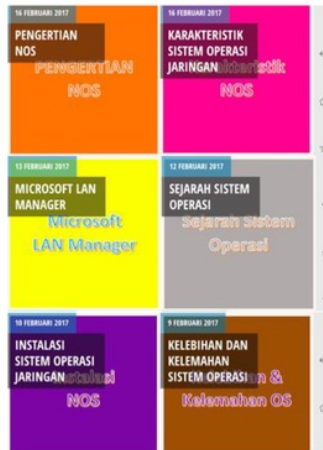 16 FEBRUARI 2017
PENGERTIAN
NOS
PENGERTIAN
NOS
16 FEBRUARI 2017
KARAKTERISTIK
SISTEM OPERASI
JARINGAN
Karakteristik
NOS
13 FEBRUARI 2017
MICROSOFT LAN
MANAGER
Microsoft
LAN Manager
12 FEBRUARI 2017
SEJARAH SISTEM
OPERASI
Sejarah Sistem
Operasi
10 FEBRUARI 2017
INSTALASI
SISTEM OPERASI
JARINGAN
Instalasi
NOS
9 FEBRUARI 2017
KELEBIHAN DAN
KELEMAHAN
SISTEM OPERASI
&
Kelemahan OS